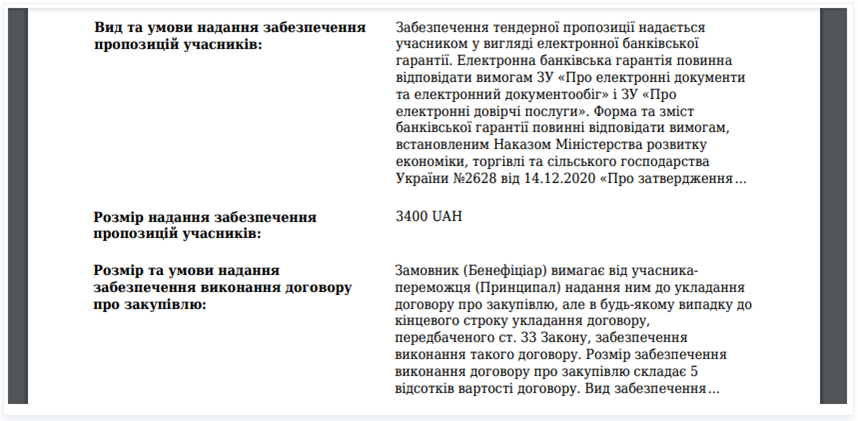 Вид та умови надання забезпечення
пропозицій учасників:
Забезпечення тендерної пропозиції надається
учасником у вигляді електронної банківської
гарантії. Електронна банківська гарантія повинна
відповідати вимогам ЗУ «Про електронні документи
та електронний документообіг» і ЗУ «Про
електронні довірчі послуги». Форма та зміст
банківської гарантії повинні відповідати вимогам,
встановленим Наказом Міністерства розвитку
економіки, торгівлі та сільського господарства
України №2628 від 14.12.2020 «Про затвердження…
Розмір надання забезпечення
пропозицій учасників:
3400 UAH
Розмір та умови надання
забезпечення виконання договору
про закупівлю:
Замовник (Бенефіціар) вимагає від учасника-
переможця (Принципал) надання ним до укладання
договору про закупівлю, але в будь-якому випадку до
кінцевого строку укладання договору,
передбаченого ст. 33 Закону, забезпечення
виконання такого договору. Розмір забезпечення
виконання договору про закупівлю складає 5
відсотків вартості договору. Вид забезпечення…